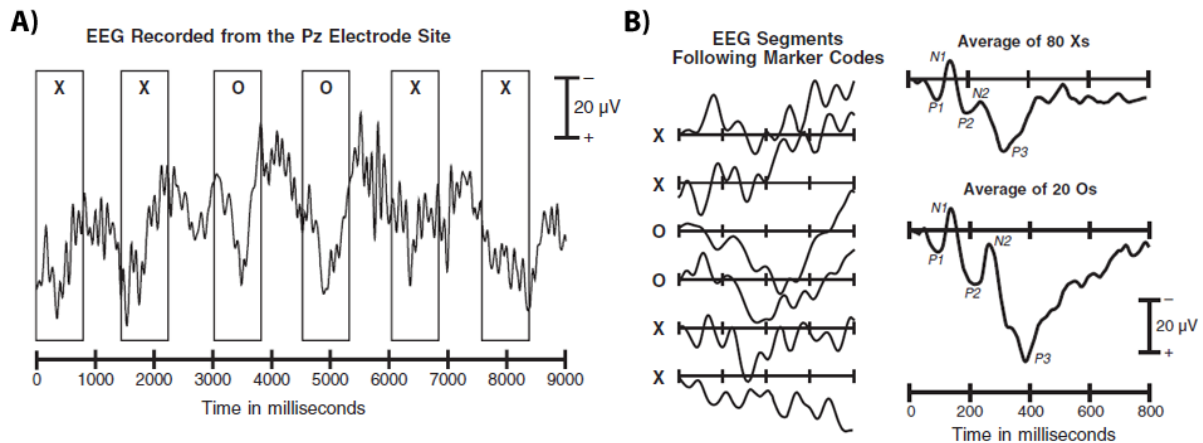 A)
EEG Recorded from the Pz Electrode Site
X X O O X X
−
20 µV
+
0 1000 2000 3000 4000 5000 6000 7000 8000 9000
Time in milliseconds
B)
EEG Segments
Following Marker Codes
X
X
O
O
X
X
Average of 80 Xs
N1
P1
N2
P2
P3
Average of 20 Os
N1
P1
N2
P2
P3
−
20 µV
+
0 200 400 600 800
Time in milliseconds